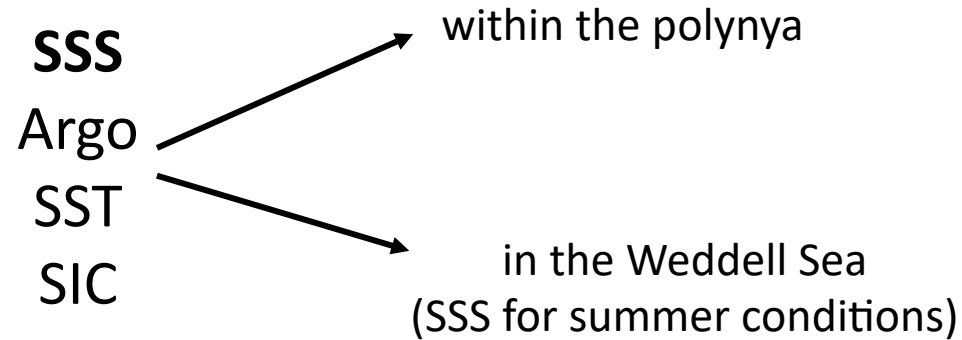 SSS
Argo
SST
SIC
within the polynya
in the Weddell Sea
(SSS for summer conditions)